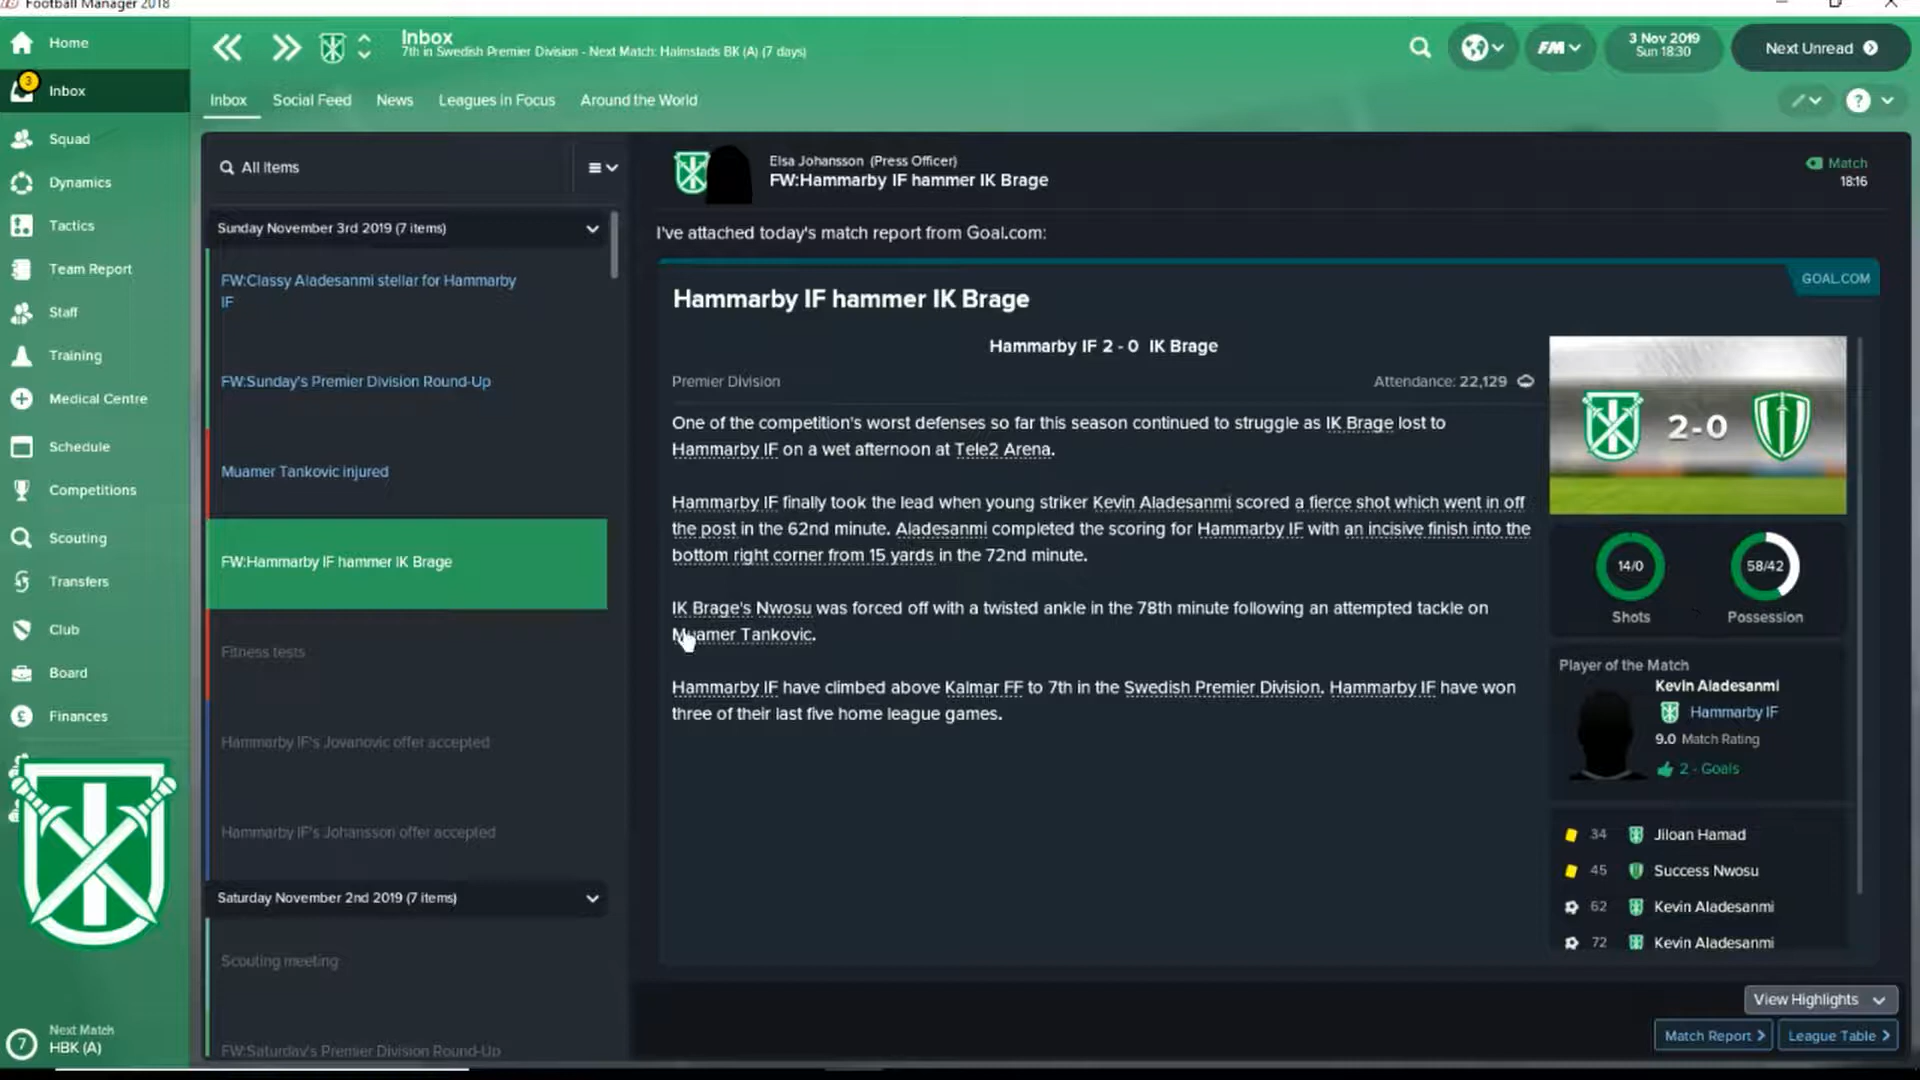 Football Manager 2018
Home
3
Inbox
Squad
Dynamics
Tactics
Team Report
Staff
Training
Medical Centre
Schedule
Competitions
Scouting
Transfers
Club
Board
Finances
7
Next Match
HBK (A)
Inbox
7th in Swedish Premier Division - Next Match: Halmstads BK (A) (7 days)
FM
3 Nov 2019
Sun 18:30
Next Unread
Inbox
Social Feed
News
Leagues In Focus
Around the World
?
All Items
Sunday November 3rd 2019 (7 items)
FW:Classy Aladesanmi stellar for Hammarby
IF
FW:Sunday's Premier Division Round-Up
Muamer Tankovic injured
FW:Hammarby IF hammer IK Brage
Fitness tests
Hammarby IF's Jovanovic offer accepted
Hammarby IF's Johansson offer accepted
Saturday November 2nd 2019 (7 items)
Scouting meeting
FW:Saturday's Premier Division Round-Up
Elsa Johansson (Press Officer)
FW:Hammarby IF hammer IK Brage
Match
18:16
I've attached today's match report from Goal.com:
GOAL.COM
Hammarby IF hammer IK Brage
Hammarby IF 2 - 0 IK Brage
Premier Division
Attendance: 22,129
One of the competition's worst defenses so far this season continued to struggle as IK Brage lost to
Hammarby IF on a wet afternoon at Tele2 Arena.
Hammarby IF finally took the lead when young striker Kevin Aladesanmi scored a fierce shot which went in off
the post in the 62nd minute. Aladesanmi completed the scoring for Hammarby IF with an incisive finish into the
bottom right corner from 15 yards in the 72nd minute.
IK Brage's Nwosu was forced off with a twisted ankle in the 78th minute following an attempted tackle on
Muamer Tankovic.
Hammarby IF have climbed above Kalmar FF to 7th in the Swedish Premier Division. Hammarby IF have won
three of their last five home league games.
2-0
14/0
58/42
Shots
Possession
Player of the Match
Kevin Aladesanmi
Hammarby IF
9.0 Match Rating
2 - Goals
34 Jiloan Hamad
45 Success Nwosu
62 Kevin Aladesanmi
72 Kevin Aladesanmi
View Highlights
Match Report
League Table